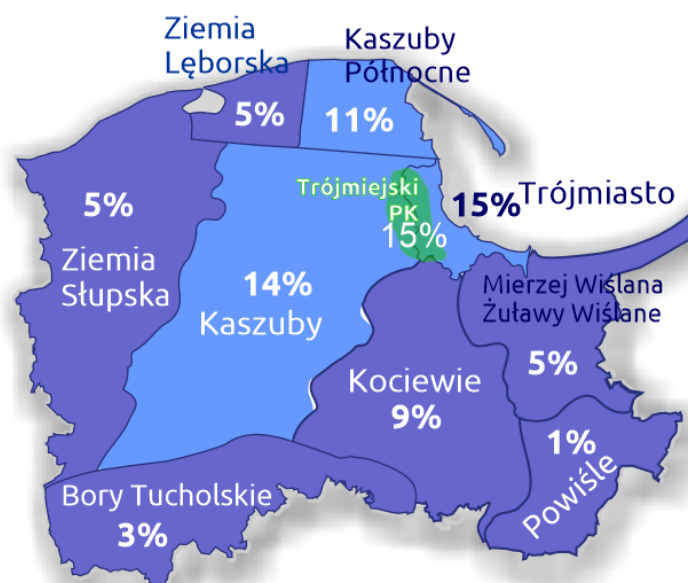 Ziemia
Lęborska
5%
Kaszuby
Północne
11%
5%
Ziemia
Słupska
Trójmiejski
PK
15%
15% Trójmiasto
14%
Kaszuby
Mierzej Wiślana
Żuławy Wiślane
5%
Kociewie
9%
1%
Powiśle
Bory Tucholskie
3%